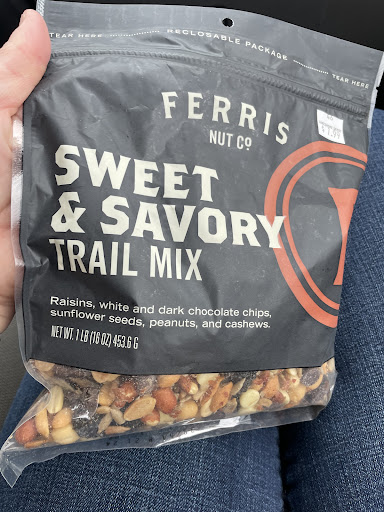 TEAR HERE
RECLOSABLE PACKAGE
TEAR HERE
FERRIS
NUT CO
SWEET
& SAVORY
TRAIL MIX
Raisins, white and dark chocolate chips,
sunflower seeds, peanuts, and cashews.
NET WT. 1 LB (16 OZ) 453.6 G